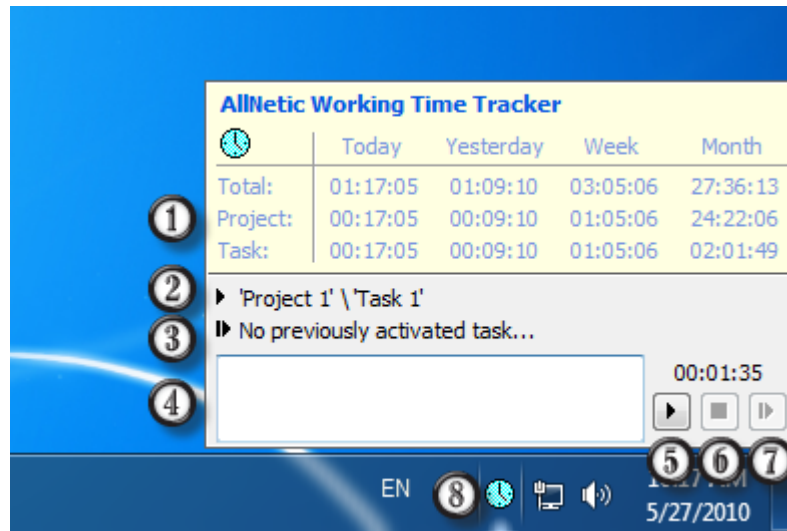 AllNetic Working Time Tracker
Today Yesterday Week Month
Total: 01:17:05 01:09:10 03:05:06 27:36:13
① Project: 00:17:05 00:09:10 01:05:06 24:22:06
Task: 00:17:05 00:09:10 01:05:06 02:01:49
② 'Project 1' \ 'Task 1'
③ No previously activated task...
00:01:35
④
⑤ ⑥ ⑦
EN ⑧
5/27/2010